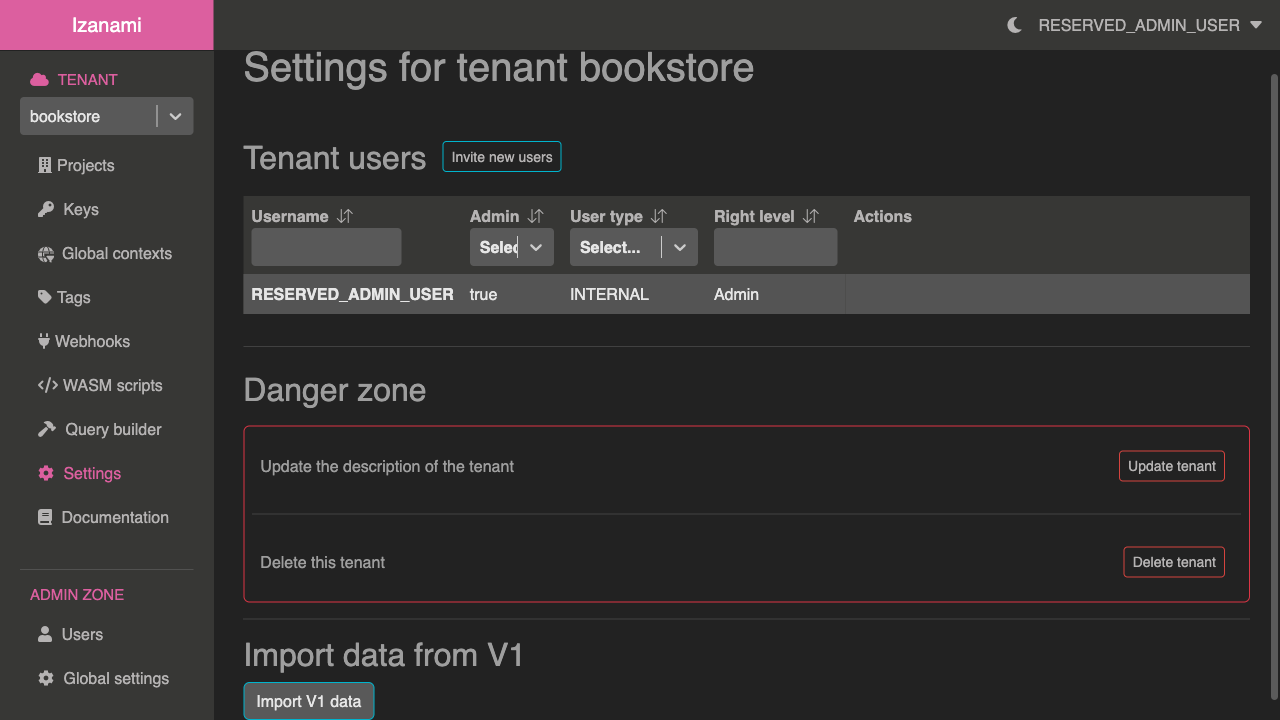 Izanami
RESERVED_ADMIN_USER
TENANT
bookstore
Projects
Keys
Global contexts
Tags
Webhooks
WASM scripts
Query builder
Settings
Documentation
ADMIN ZONE
Users
Global settings
Settings for tenant bookstore
Tenant users
Invite new users
Username Admin User type Right level Actions
Selec Select...
RESERVED_ADMIN_USER true INTERNAL Admin
Danger zone
Update the description of the tenant
Update tenant
Delete this tenant
Delete tenant
Import data from V1
Import V1 data